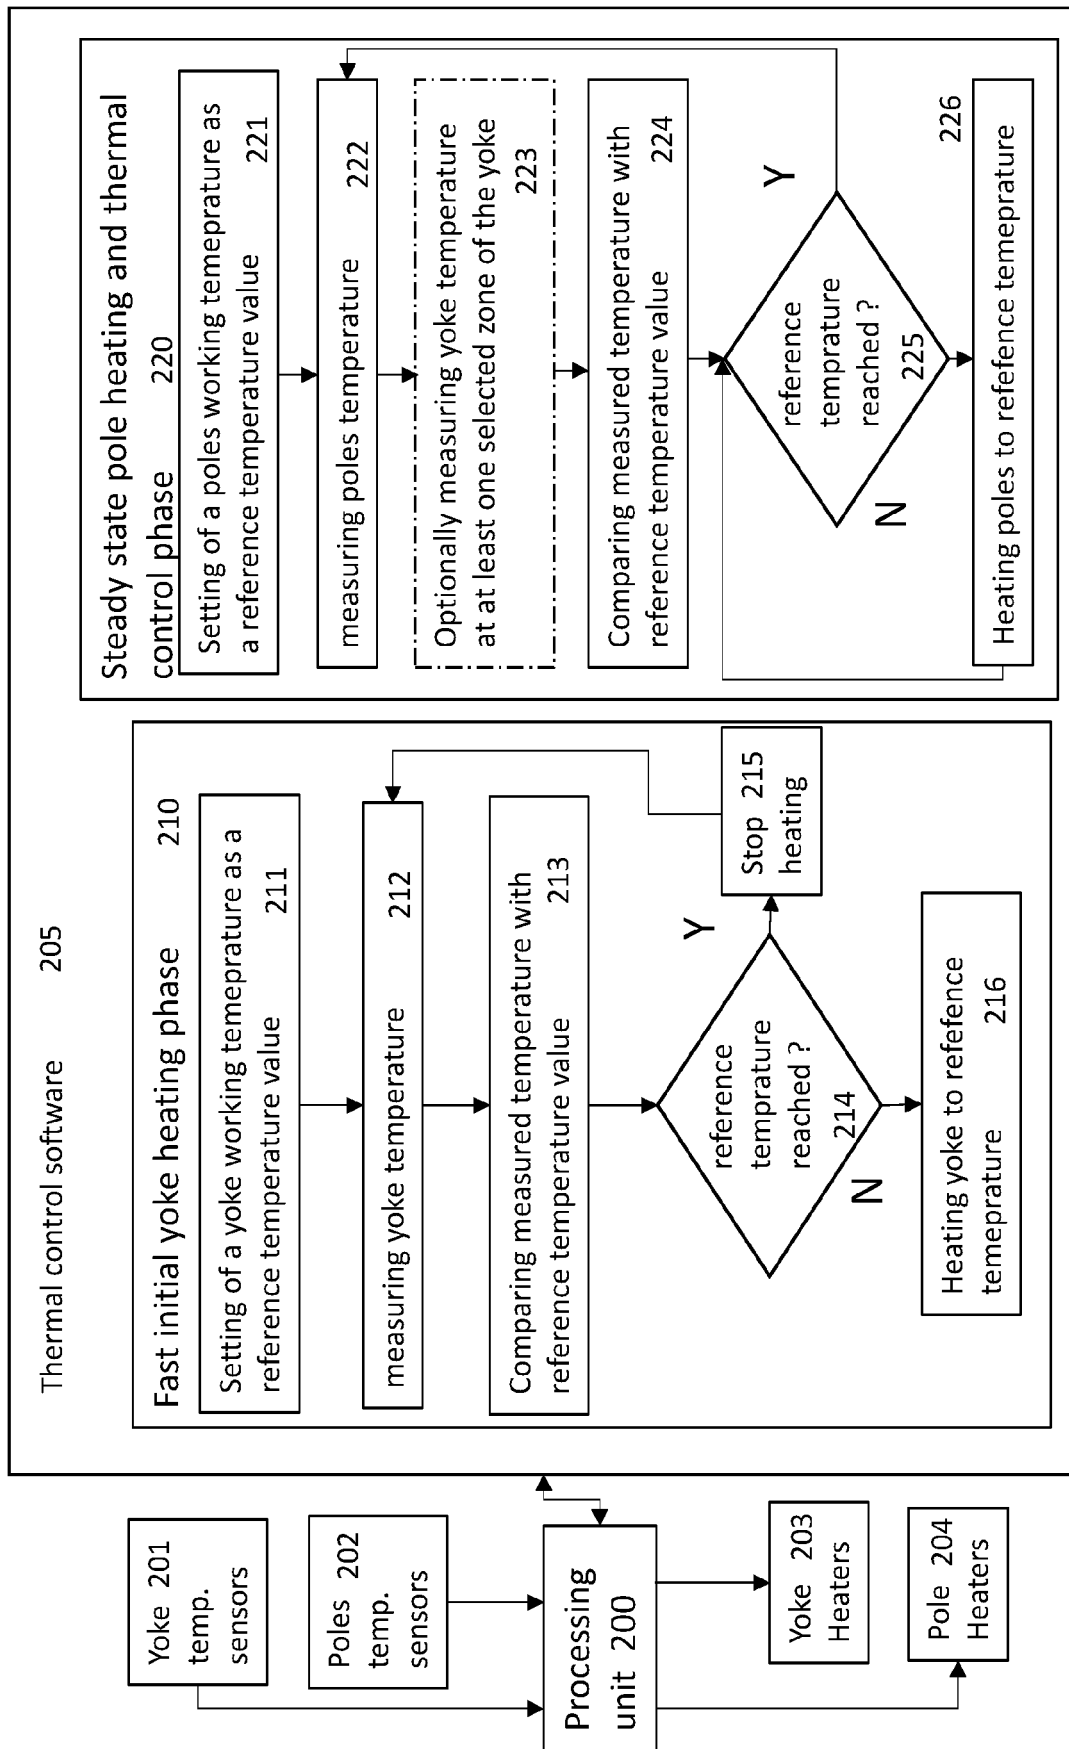 Thermal control software 205
Yoke 201
temp.
sensors
Poles 202
temp.
sensors
Processing
unit 200
Yoke 203
Heaters
Pole 204
Heaters
Fast initial yoke heating phase 210
Setting of a yoke working temeprature as a
reference temperature value 211
measuring yoke temperature 212
Comparing measured temperature with
reference temperature value 213
reference
temprature
reached ?
214
Y
N
Stop 215
heating
Heating yoke to refefence
temeprature 216
Steady state pole heating and thermal
control phase 220
Setting of a poles working temeprature as
a reference temperature value 221
measuring poles temperature 222
Optionally measuring yoke temperature
at at least one selected zone of the yoke
223
Comparing measured temperature with
reference temperature value 224
reference
temprature
reached ?
225
Y
N
226
Heating poles to refefence temeprature